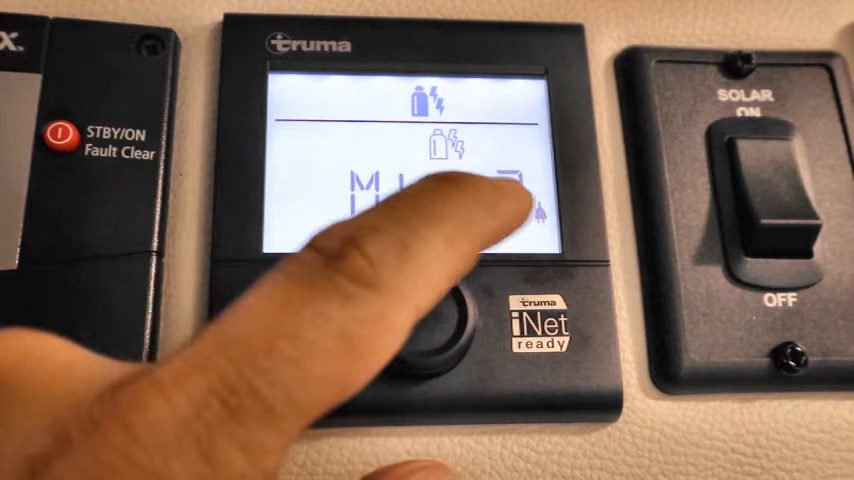 X
STBY/ON
Fault Clear
truma
SOLAR
ON
OFF
truma
iNet
ready